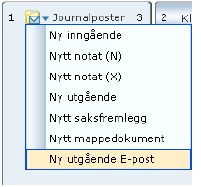 1 Journalposter 3 2 Kl
Ny inngående
Nytt notat (N)
Nytt notat (X)
Ny utgående
Nytt saksfremlegg
Nytt mappedokument
Ny utgående E-post